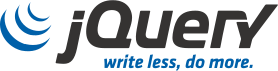 jQuery
write less, do more.